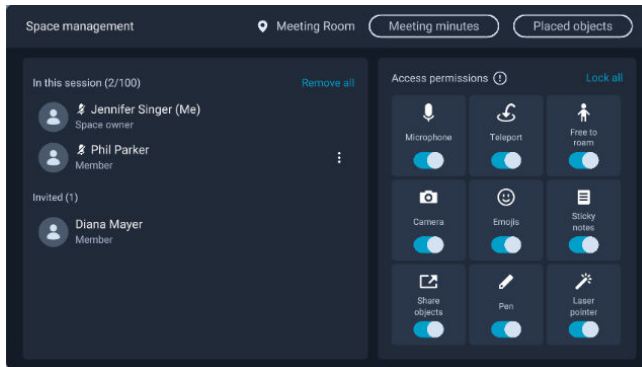 Space management
Meeting Room
Meeting minutes
Placed objects
In this session (2/100)
Remove all
Jennifer Singer (Me)
Space owner
Phil Parker
Member
Invited (1)
Diana Mayer
Member
Access permissions
Lock all
Microphone
Teleport
Free to
roam
Camera
Emojis
Sticky
notes
Share
objects
Pen
Laser
pointer